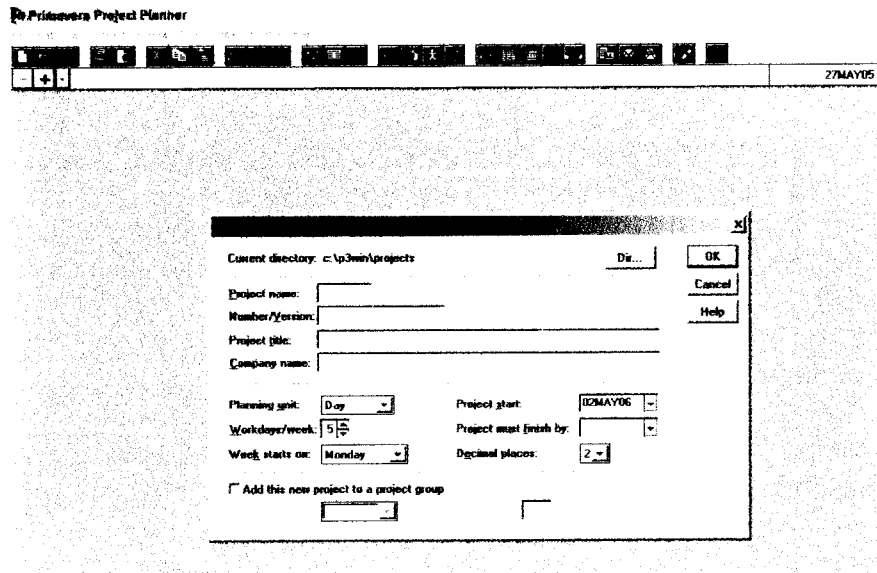 Primavera Project Planner
- + -
27MAY05
x
Current directory: c:\p3win\projects
Dir...
OK
Cancel
Help
Project name:
Number/Version:
Project title:
Company name:
Planning unit: Day
Project start: 02MAY06
Workdays/week: 5
Project must finish by:
Week starts on: Monday
Decimal places: 2
Add this new project to a project group